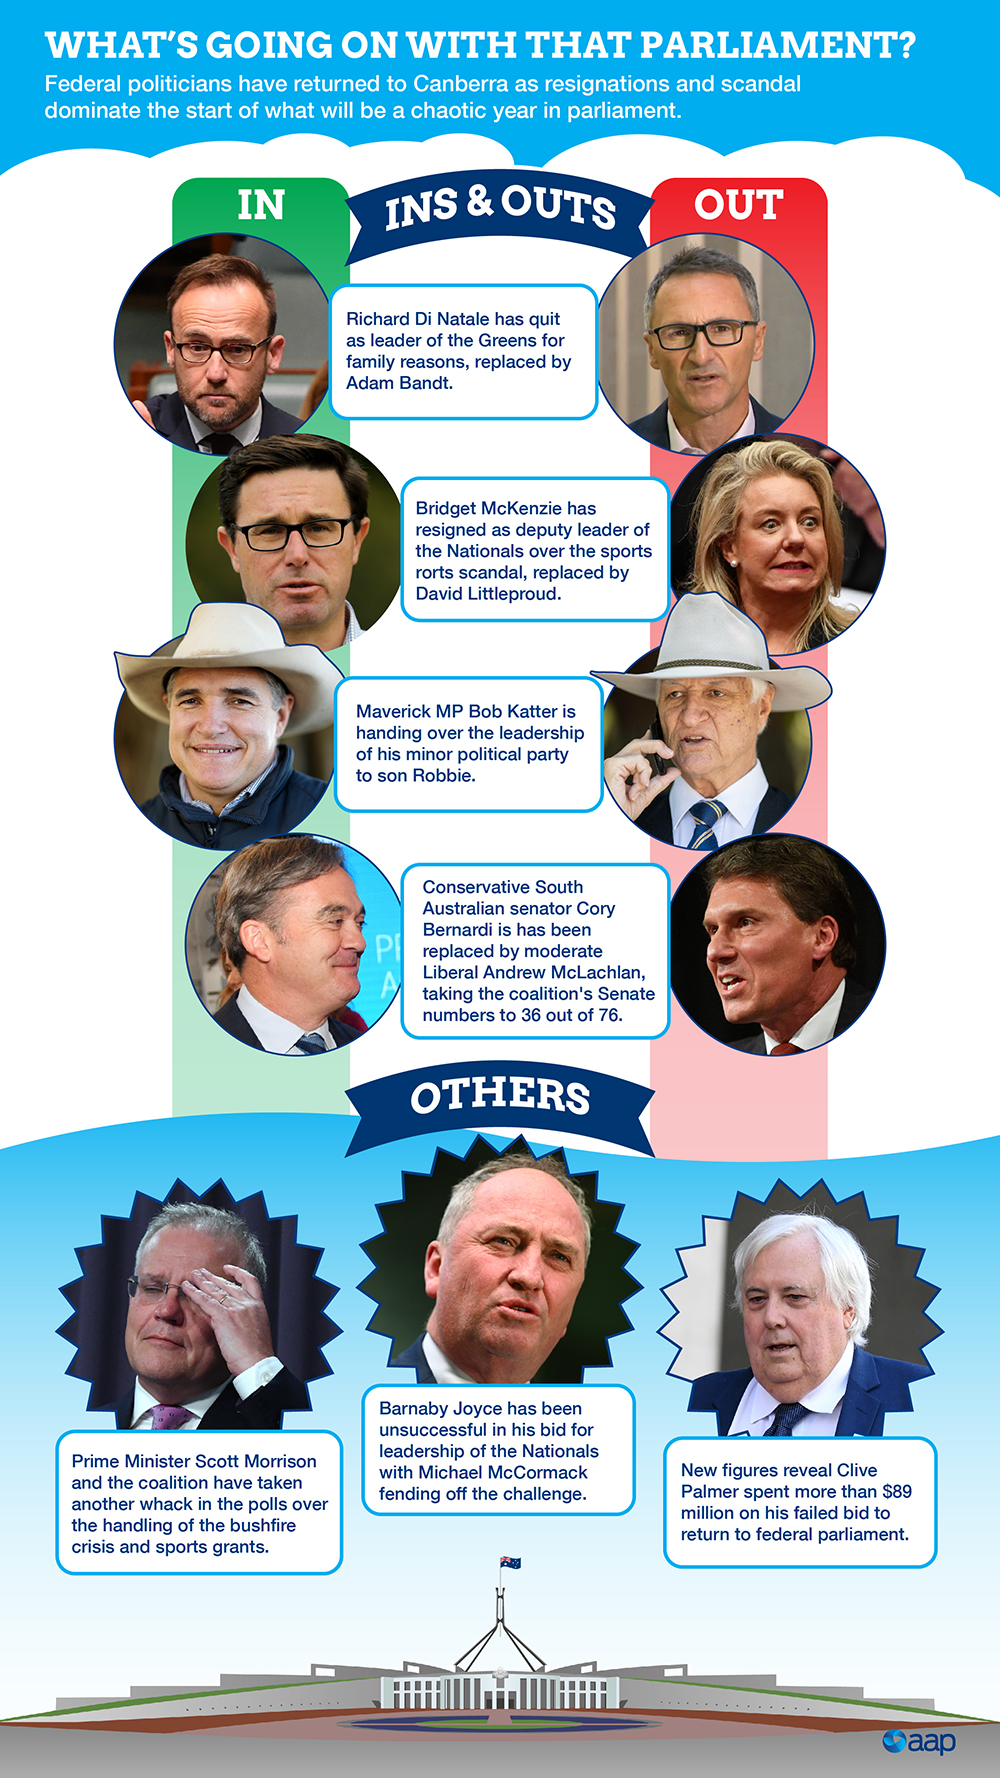 WHAT'S GOING ON WITH THAT PARLIAMENT?
Federal politicians have returned to Canberra as resignations and scandal
dominate the start of what will be a chaotic year in parliament.
IN
INS & OUTS
OUT
Richard Di Natale has quit
as leader of the Greens for
family reasons, replaced by
Adam Bandt.
Bridget McKenzie has
resigned as deputy leader of
the Nationals over the sports
rorts scandal, replaced by
David Littleproud.
Maverick MP Bob Katter is
handing over the leadership
of his minor political party
to son Robbie.
Conservative South
Australian senator Cory
Bernardi is has been
replaced by moderate
Liberal Andrew McLachlan,
taking the coalition's Senate
numbers to 36 out of 76.
OTHERS
Prime Minister Scott Morrison
and the coalition have taken
another whack in the polls over
the handling of the bushfire
crisis and sports grants.
Barnaby Joyce has been
unsuccessful in his bid for
leadership of the Nationals
with Michael McCormack
fending off the challenge.
New figures reveal Clive
Palmer spent more than $89
million on his failed bid to
return to federal parliament.
aap